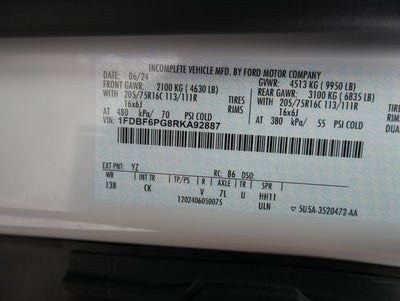 INCOMPLETE VEHICLE MFD. BY FORD MOTOR COMPANY
06/24 GVWR: 4513 KG ( 9950 LB)
FRONT GAWR: 2100 KG ( 4630 LB) REAR GAWR: 3100 KG ( 6835 LB)
WITH WITH
205/75R16C 113/111R TIRES 205/75R16C 113/111R TIRES
16x6J RIMS 16x6J RIMS
AT 480 kPa/ 70 PSI COLD AT 380 kPa/ 55 PSI COLD
VIN: 1FDBF6PG8RKA92887
EXT PNT: YZ RC: 86 DSO:
WB INT TR TP/PS R AXLE TR SPR
138 CK V 7L U HH11
1202406050075 ULN 5U5A-3520472-AA